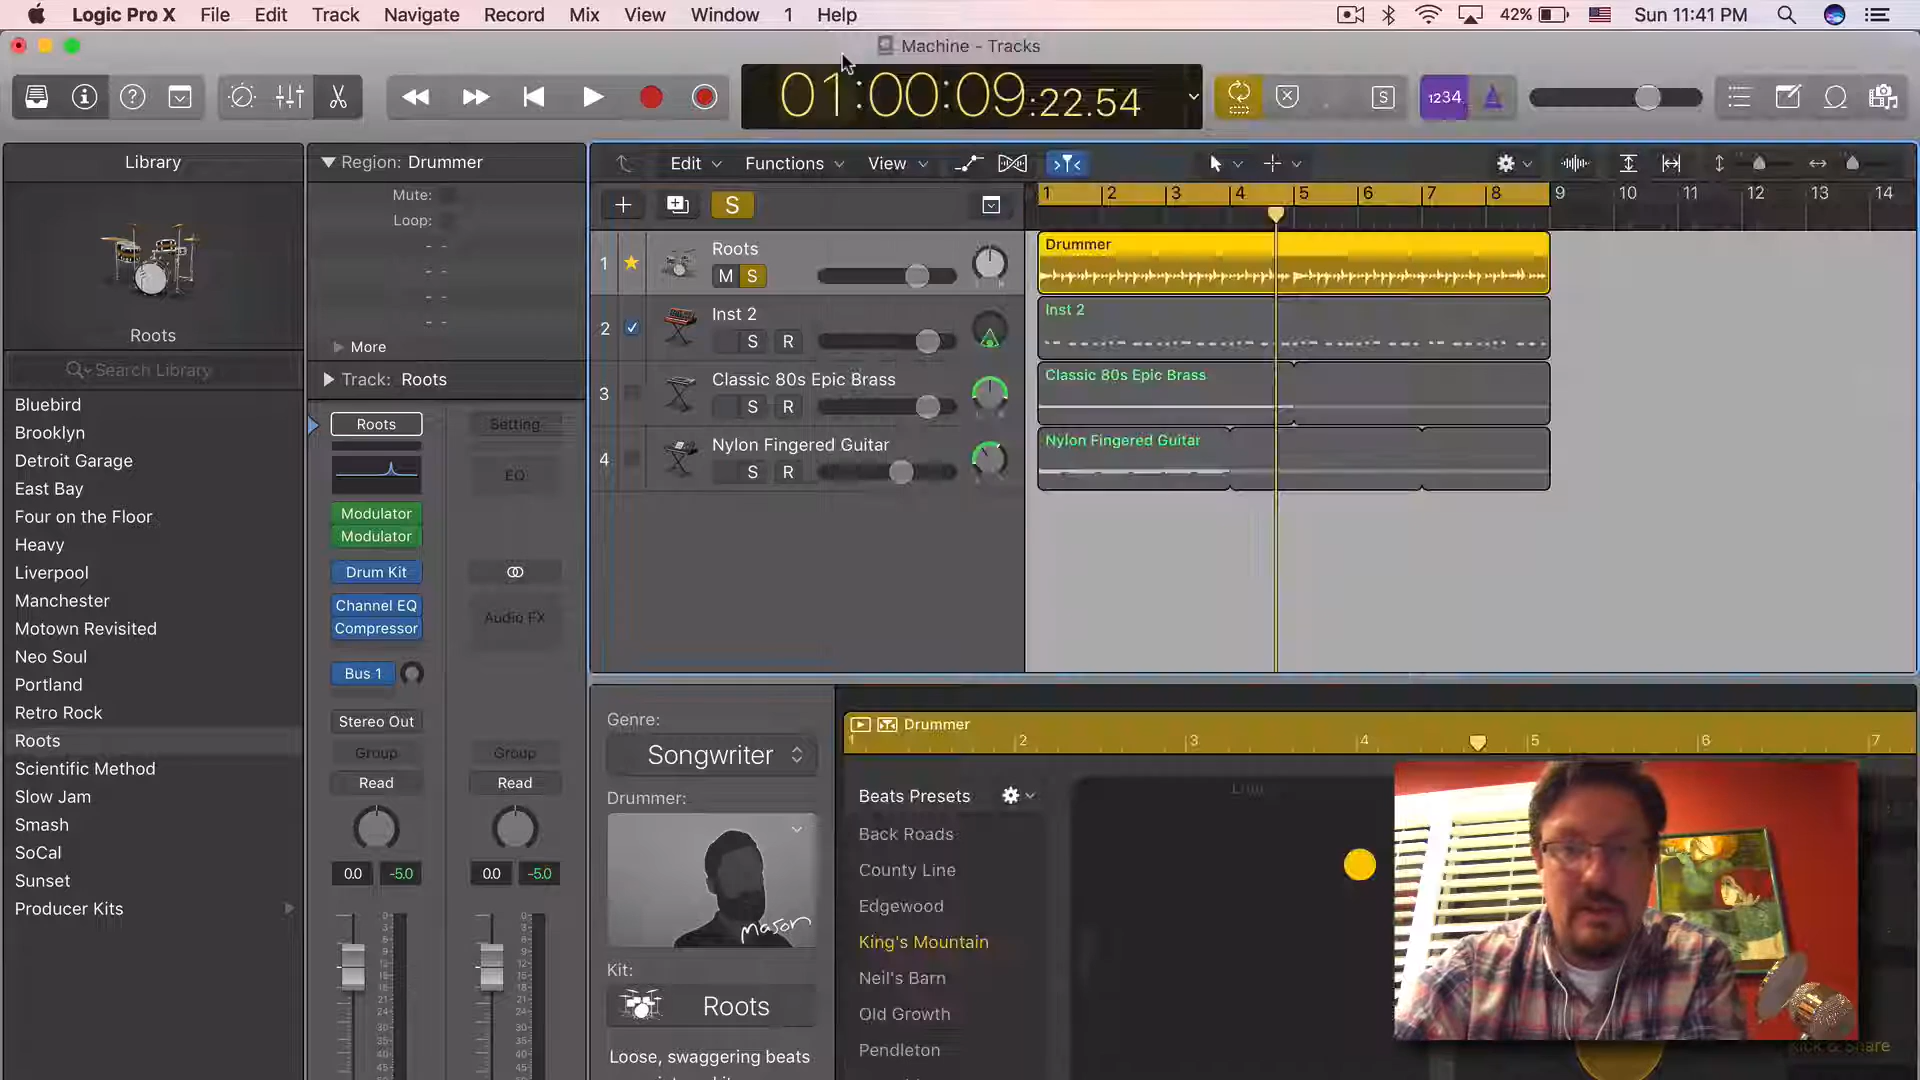 Logic Pro X File Edit Track Navigate Record Mix View Window 1 Help
42% Sun 11:41 PM
Machine - Tracks
01:00:09:22.54
S
1234
Library
Roots
Search Library
Bluebird
Brooklyn
Detroit Garage
East Bay
Four on the Floor
Heavy
Liverpool
Manchester
Motown Revisited
Neo Soul
Portland
Retro Rock
Roots
Scientific Method
Slow Jam
Smash
SoCal
Sunset
Producer Kits
Region: Drummer
Mute:
Loop:
More
Track: Roots
Roots
Setting
EQ
Modulator
Modulator
Drum Kit
Channel EQ
Compressor
Audio FX
Bus 1
Stereo Out
Group
Group
Read
Read
0.0 -5.0
0.0 -5.0
Edit Functions View
S
1 2 3 4 5 6 7 8 9 10 11 12 13 14
1 Roots
M S
2 Inst 2
S R
3 Classic 80s Epic Brass
S R
4 Nylon Fingered Guitar
S R
Drummer
Inst 2
Classic 80s Epic Brass
Nylon Fingered Guitar
Genre:
Songwriter
Drummer:
mason
Kit:
Roots
Loose, swaggering beats
Drummer
1 2 3 4 5 6 7
Beats Presets
Back Roads
County Line
Edgewood
King's Mountain
Neil's Barn
Old Growth
Pendleton